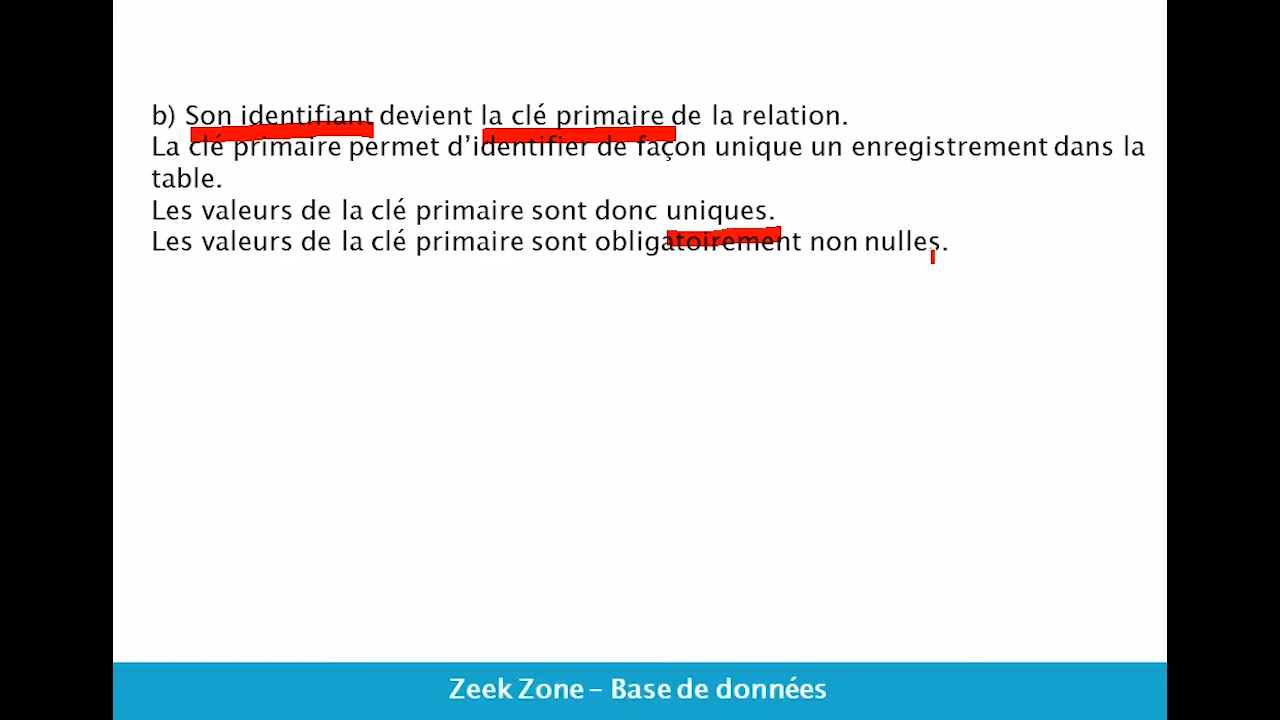 b) Son identifiant devient la clé primaire de la relation.
La clé primaire permet d’identifier de façon unique un enregistrement dans la
table.
Les valeurs de la clé primaire sont donc uniques.
Les valeurs de la clé primaire sont obligatoirement non nulles.
Zeek Zone – Base de données